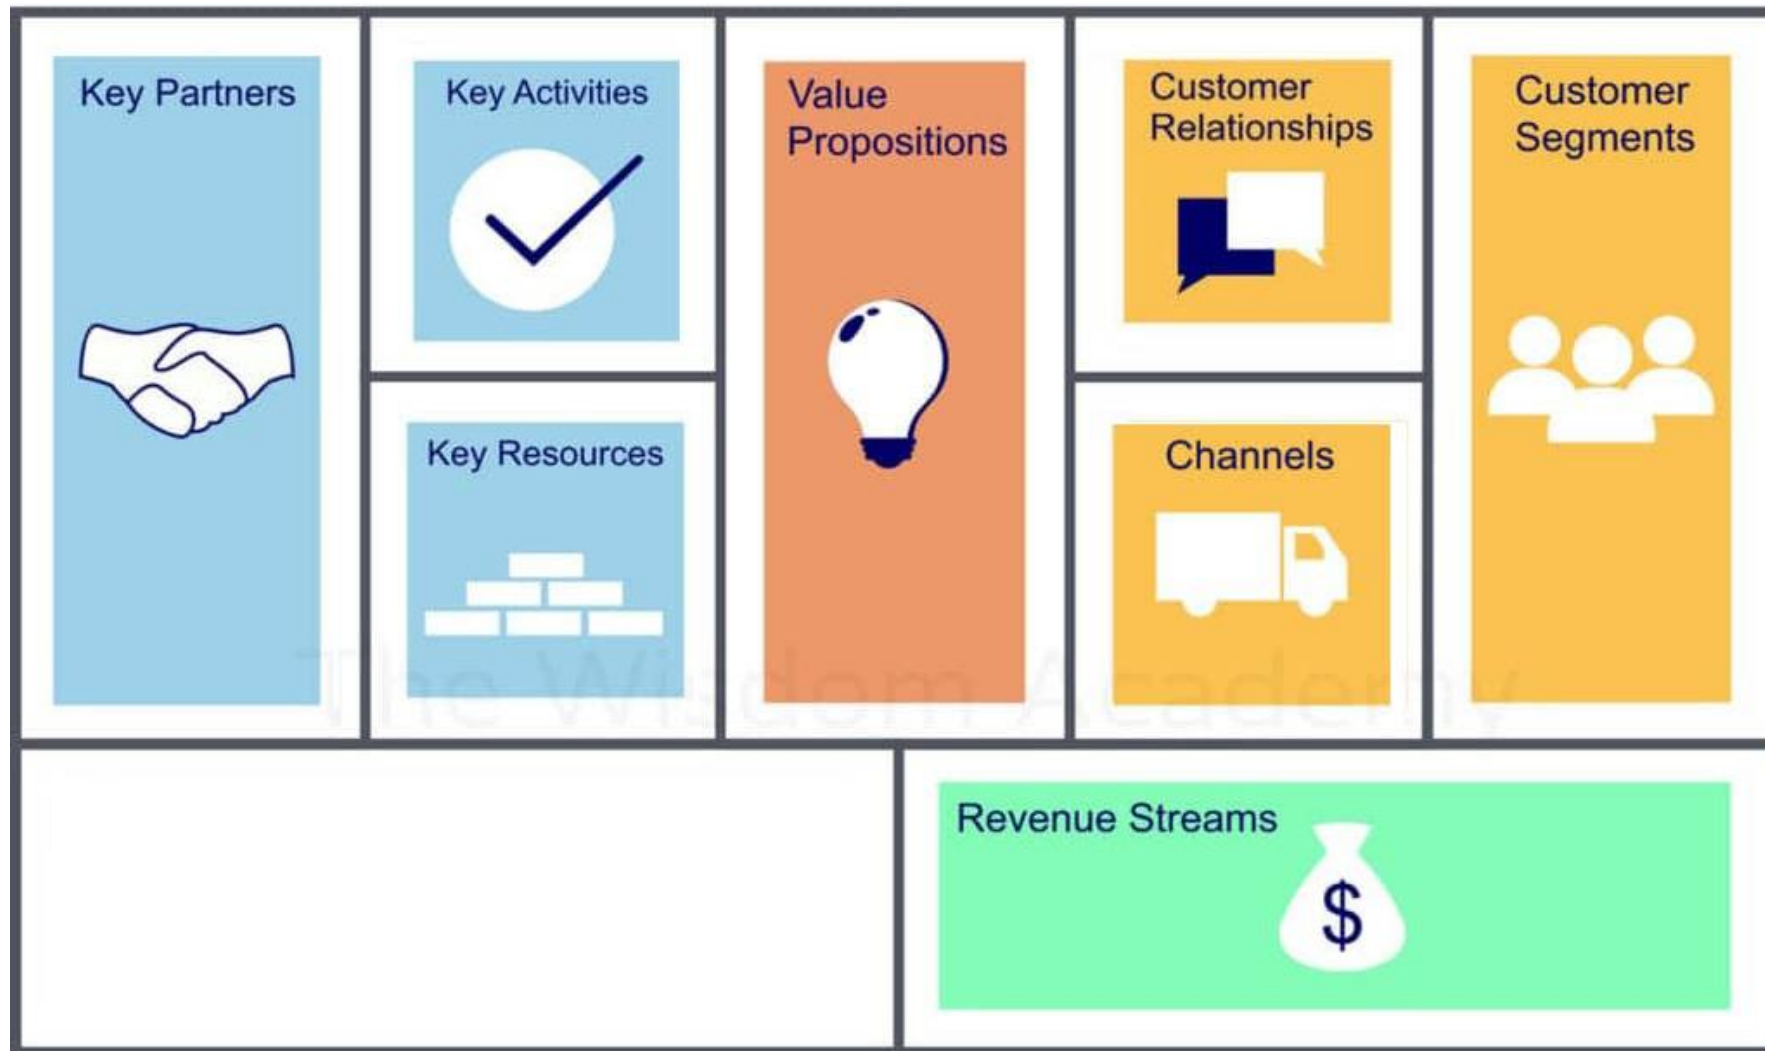 Key Partners
Key Activities
Key Resources
Value
Propositions
Customer
Relationships
Channels
Customer
Segments
Revenue Streams
$
The Wisdom Academy